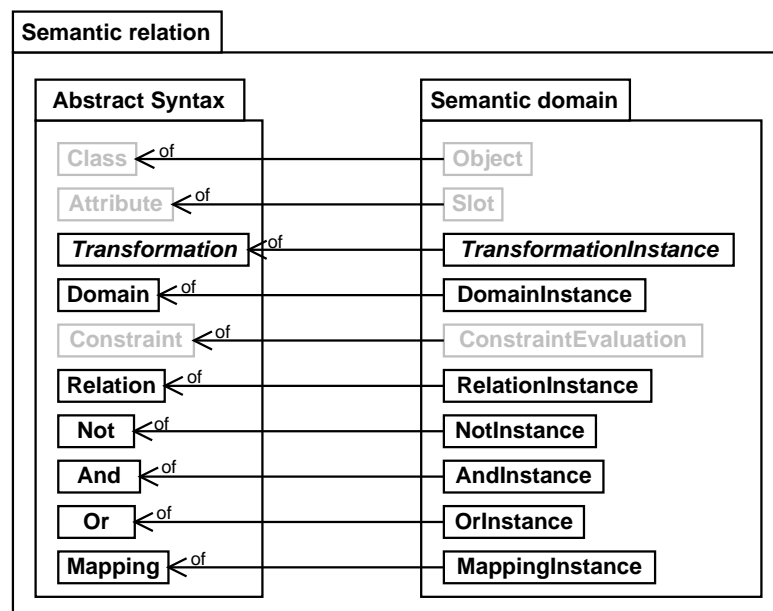 Semantic relation
Abstract Syntax Semantic domain
Class of Object
Attribute of Slot
Transformation of TransformationInstance
Domain of DomainInstance
Constraint of ConstraintEvaluation
Relation of RelationInstance
Not of NotInstance
And of AndInstance
Or of OrInstance
Mapping of MappingInstance